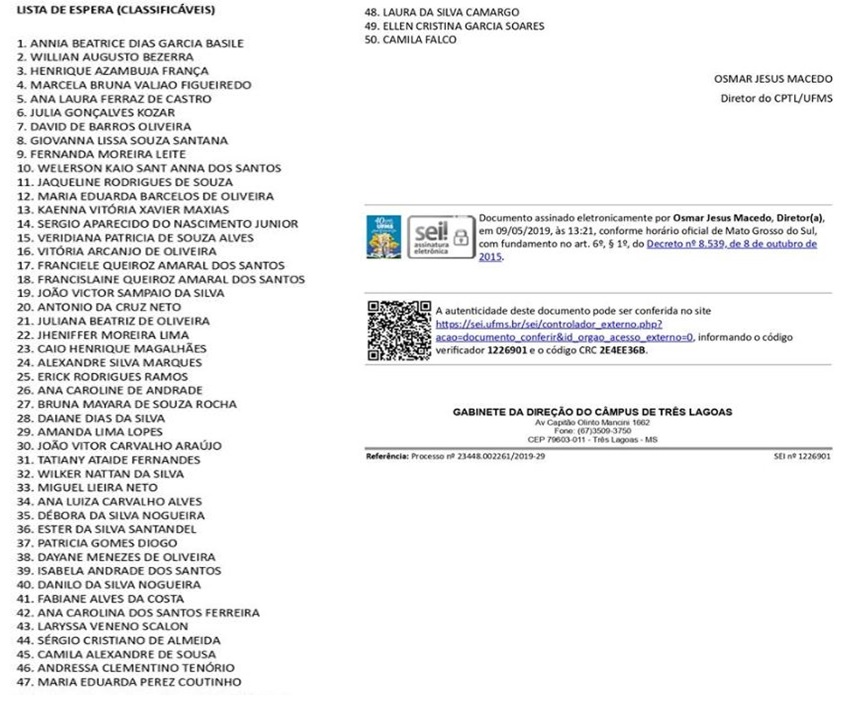 LISTA DE ESPERA (CLASSIFICÁVEIS)
1. ANNIA BEATRICE DIAS GARCIA BASILE
2. WILLIAN AUGUSTO BEZERRA
3. HENRIQUE AZAMBUJA FRANÇA
4. MARCELA BRUNA VALJAO FIGUEIREDO
5. ANA LAURA FERRAZ DE CASTRO
6. JULIA GONÇALVES KOZAR
7. DAVID DE BARROS OLIVEIRA
8. GIOVANNA LISSA SOUZA SANTANA
9. FERNANDA MOREIRA LEITE
10. WELERSON KAIO SANT ANNA DOS SANTOS
11. JAQUELINE RODRIGUES DE SOUZA
12. MARIA EDUARDA BARCELOS DE OLIVEIRA
13. KAENNA VITÓRIA XAVIER MAXIAS
14. SERGIO APARECIDO DO NASCIMENTO JUNIOR
15. VERIDIANA PATRICIA DE SOUZA ALVES
16. VITÓRIA ARCANJO DE OLIVEIRA
17. FRANCIELE QUEIROZ AMARAL DOS SANTOS
18. FRANCISLAINE QUEIROZ AMARAL DOS SANTOS
19. JOÃO VICTOR SAMPAIO DA SILVA
20. ANTONIO DA CRUZ NETO
21. JULIANA BEATRIZ DE OLIVEIRA
22. JHENIFFER MOREIRA LIMA
23. CAIO HENRIQUE MAGALHÃES
24. ALEXANDRE SILVA MARQUES
25. ERICK RODRIGUES RAMOS
26. ANA CAROLINE DE ANDRADE
27. BRUNA MAYARA DE SOUZA ROCHA
28. DAIANE DIAS DA SILVA
29. AMANDA LIMA LOPES
30. JOÃO VITOR CARVALHO ARAÚJO
31. TATIANY ATAIDE FERNANDES
32. WILKER NATTAN DA SILVA
33. MIGUEL LIEIRA NETO
34. ANA LUIZA CARVALHO ALVES
35. DÉBORA DA SILVA NOGUEIRA
36. ESTER DA SILVA SANTANDEL
37. PATRICIA GOMES DIOGO
38. DAYANE MENEZES DE OLIVEIRA
39. ISABELA ANDRADE DOS SANTOS
40. DANILO DA SILVA NOGUEIRA
41. FABIANE ALVES DA COSTA
42. ANA CAROLINA DOS SANTOS FERREIRA
43. LARYSSA VENENO SCALON
44. SÉRGIO CRISTIANO DE ALMEIDA
45. CAMILA ALEXANDRE DE SOUSA
46. ANDRESSA CLEMENTINO TENÓRIO
47. MARIA EDUARDA PEREZ COUTINHO
48. LAURA DA SILVA CAMARGO
49. ELLEN CRISTINA GARCIA SOARES
50. CAMILA FALCO
OSMAR JESUS MACEDO
Diretor do CPTL/UFMS
sei!
assinatura
eletrônica
Documento assinado eletronicamente por Osmar Jesus Macedo, Diretor(a),
em 09/05/2019, às 13:21, conforme horário oficial de Mato Grosso do Sul,
com fundamento no art. 6º, § 1º, do Decreto nº 8.539, de 8 de outubro de
2015.
A autenticidade deste documento pode ser conferida no site
https://sei.ufms.br/sei/controlador_externo.php?
acao=documento_conferir&id_orgao_acesso_externo=0, informando o código
verificador 1226901 e o código CRC 2E4EE36B.
GABINETE DA DIREÇÃO DO CÂMPUS DE TRÊS LAGOAS
Av Capitão Olinto Mancini 1662
Fone: (67)3509-3750
CEP 79603-011 - Três Lagoas - MS
Referência: Processo nº 23448.002261/2019-29
SEI nº 1226901